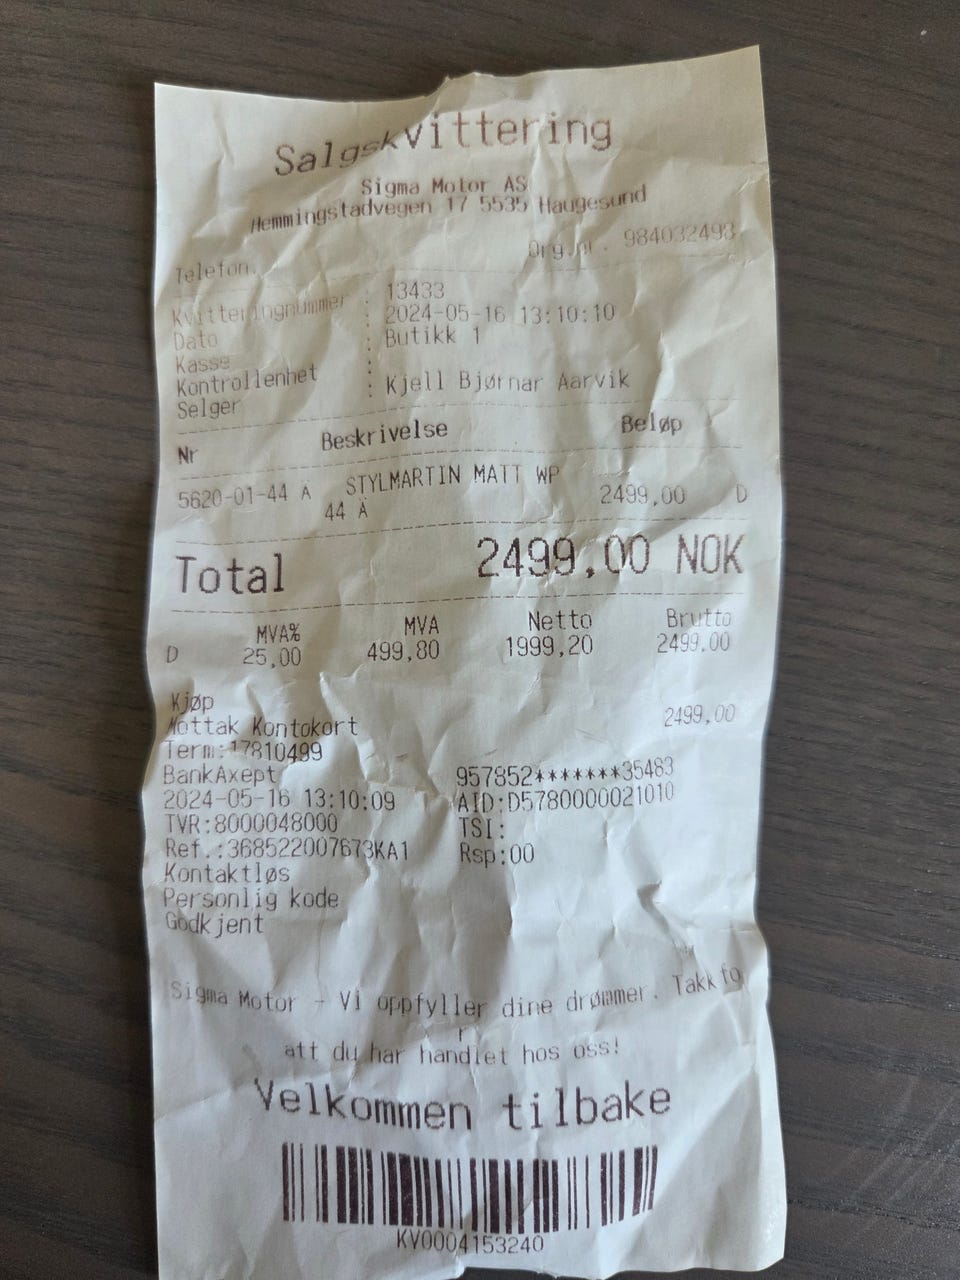 Salgskvittering
Sigma Motor AS
Hemmingstadvegen 17 5535 Haugesund
Org.nr. 984032493
Telefon.
Kvitteringnummer : 13433
Dato : 2024-05-16 13:10:10
Kasse : Butikk 1
Kontrollenhet :
Selger : Kjell Bjørnar Aarvik
Nr Beskrivelse Beløp
5620-01-44 Ä STYLMARTIN MATT WP 2499,00 D
44 Ä
Total 2499,00 NOK
MVA% MVA Netto Brutto
D 25,00 499,80 1999,20 2499,00
Kjøp
Mottak Kontokort 2499,00
Term:17810499
BankAxept 957852*******35483
2024-05-16 13:10:09 AID:D5780000021010
TVR:8000048000 TSI:
Ref.:368522007673KA1 Rsp:00
Kontaktløs
Personlig kode
Godkjent
Sigma Motor - Vi oppfyller dine drømmer. Takk fo
r
att du har handlet hos oss!
Velkommen tilbake
KV0004153240